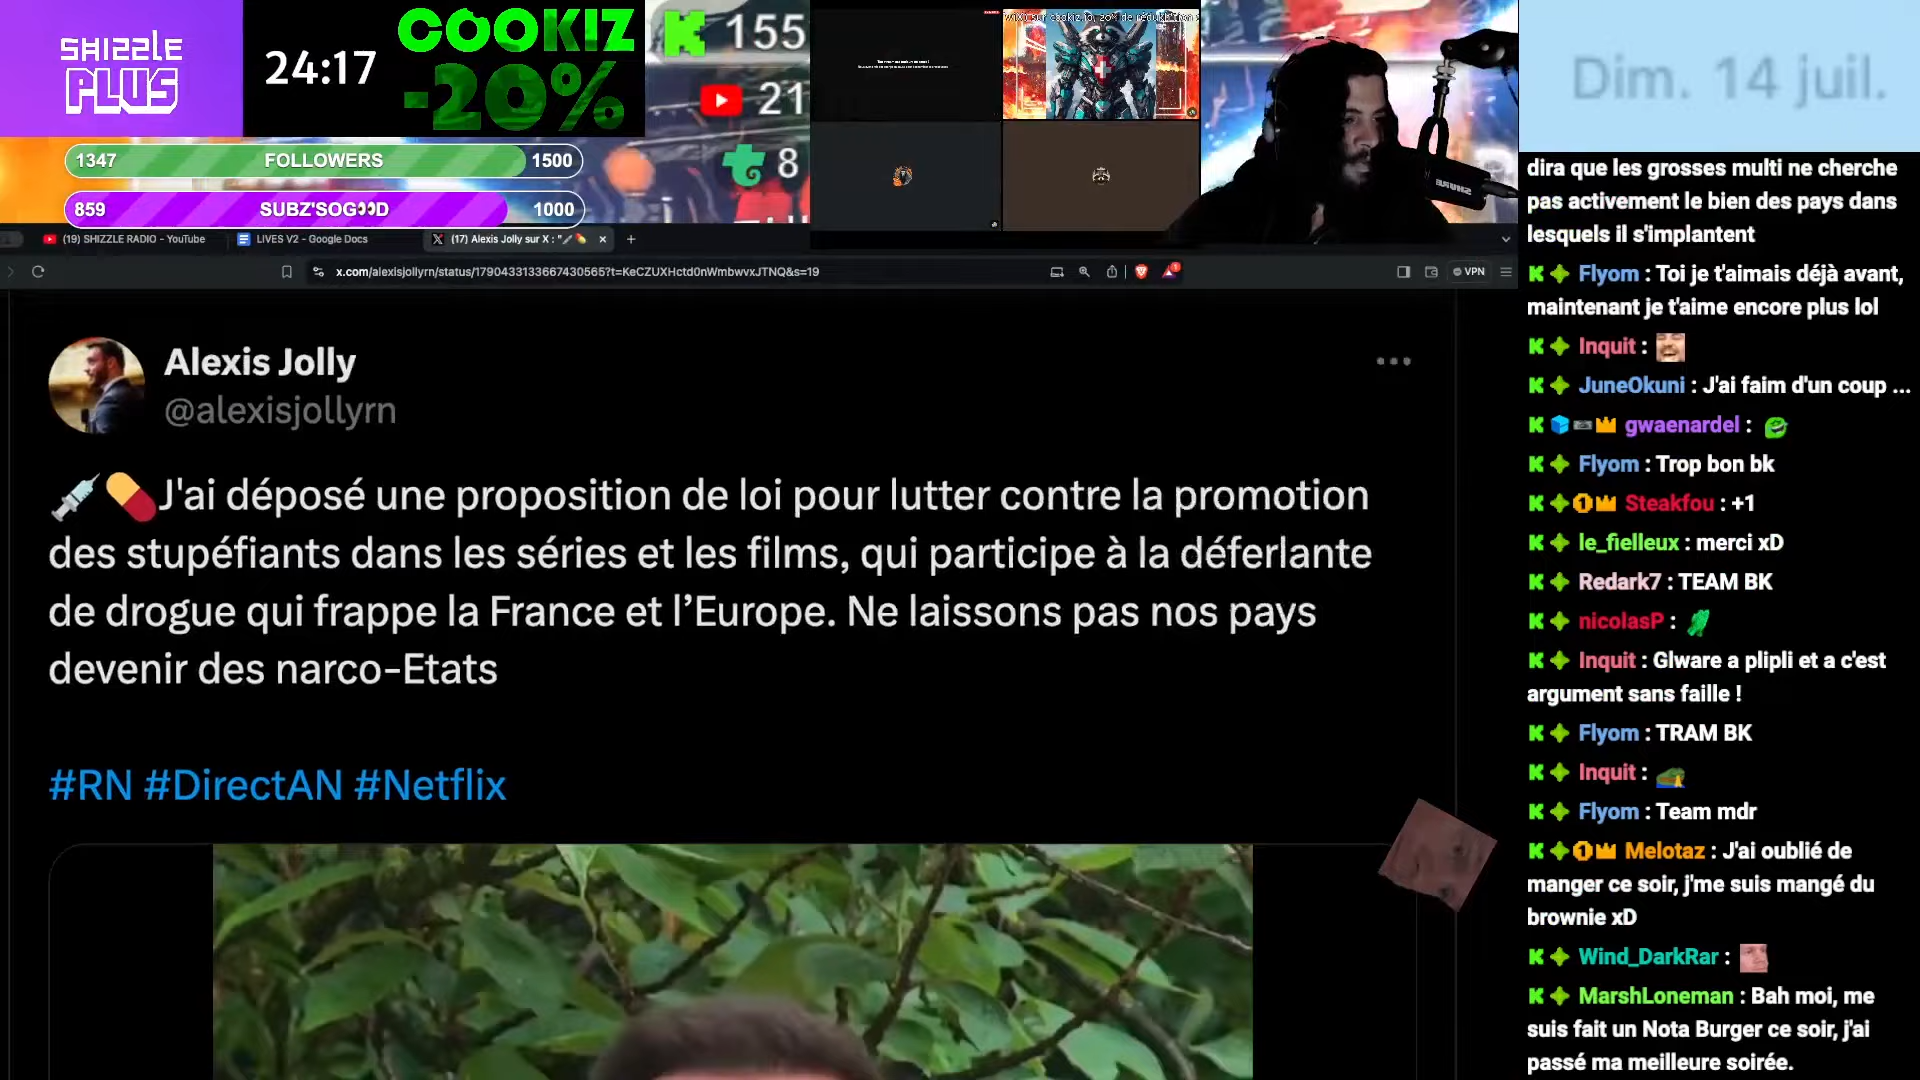 SHIZZLE
PLUS
24:17
COOKIZ
-20%
155
21
8
1347 FOLLOWERS 1500
859 SUBZ'SOG👀D 1000
Dim. 14 juil.
(19) SHIZZLE RADIO - YouTube
LIVES V2 - Google Docs
(17) Alexis Jolly sur X : "💉💊
x.com/alexisjollyrn/status/1790433133667430565?t=KeCZUXHctd0nWmbwvxJTNQ&s=19
VPN
SHURE
Alexis Jolly
@alexisjollyrn
💉💊J'ai déposé une proposition de loi pour lutter contre la promotion
des stupéfiants dans les séries et les films, qui participe à la déferlante
de drogue qui frappe la France et l’Europe. Ne laissons pas nos pays
devenir des narco-Etats
#RN #DirectAN #Netflix
dira que les grosses multi ne cherche
pas activement le bien des pays dans
lesquels il s'implantent
Flyom : Toi je t'aimais déjà avant,
maintenant je t'aime encore plus lol
Inquit :
JuneOkuni : J'ai faim d'un coup ...
gwaenardel :
Flyom : Trop bon bk
Steakfou : +1
le_fielleux : merci xD
Redark7 : TEAM BK
nicolasP :
Inquit : Glware a plipli et a c'est
argument sans faille !
Flyom : TRAM BK
Inquit :
Flyom : Team mdr
Melotaz : J'ai oublié de
manger ce soir, j'me suis mangé du
brownie xD
Wind_DarkRar :
MarshLoneman : Bah moi, me
suis fait un Nota Burger ce soir, j'ai
passé ma meilleure soirée.